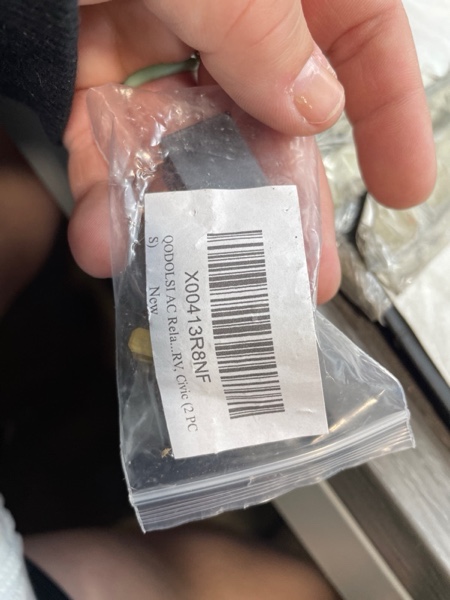 X00413R8NF
QODOLSI AC Rela...RV, Civic (2 PC
S) New